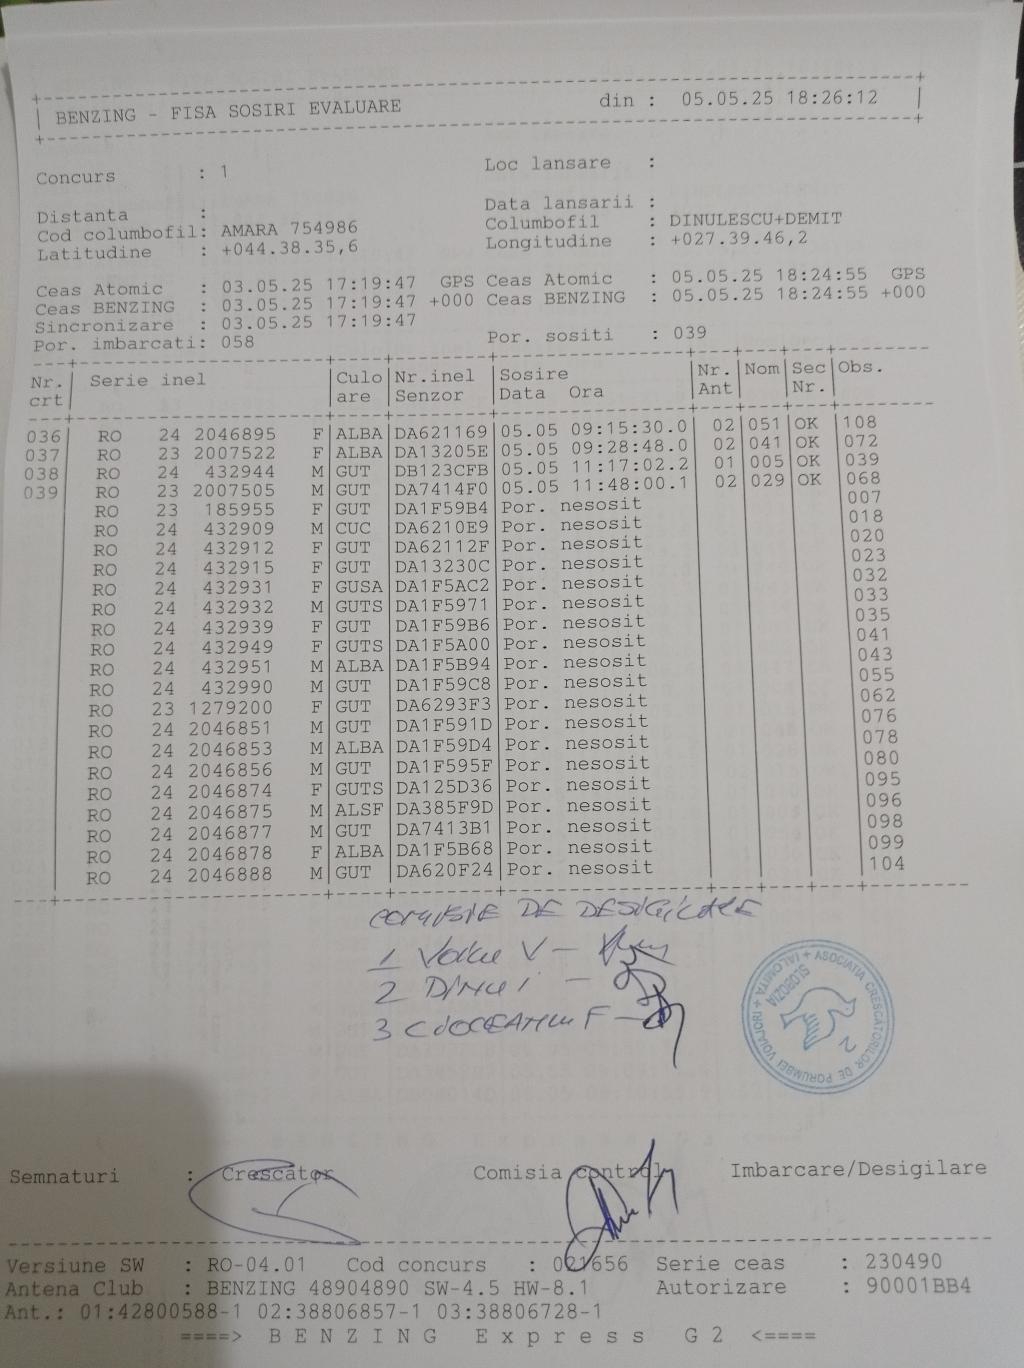 BENZING - FISA SOSIRI EVALUARE din : 05.05.25 18:26:12
Concurs : 1 Loc lansare :
Distanta : Data lansarii :
Cod columbofil: AMARA 754986 Columbofil : DINULESCU+DEMIT
Latitudine : +044.38.35,6 Longitudine : +027.39.46,2
Ceas Atomic : 03.05.25 17:19:47 GPS Ceas Atomic : 05.05.25 18:24:55 GPS
Ceas BENZING : 03.05.25 17:19:47 +000 Ceas BENZING : 05.05.25 18:24:55 +000
Sincronizare : 03.05.25 17:19:47
Por. imbarcati: 058 Por. sositi : 039
Nr. Serie inel Culo Nr.inel Sosire Nr. Nom Sec Obs.
crt are Senzor Data Ora Ant Nr.
036 RO 24 2046895 F ALBA DA621169 05.05 09:15:30.0 02 051 OK 108
037 RO 23 2007522 F ALBA DA13205E 05.05 09:28:48.0 02 041 OK 072
038 RO 24 432944 M GUT DB123CFB 05.05 11:17:02.2 01 005 OK 039
039 RO 23 2007505 M GUT DA7414F0 05.05 11:48:00.1 02 029 OK 068
RO 23 185955 F GUT DA1F59B4 Por. nesosit 007
RO 24 432909 M CUC DA6210E9 Por. nesosit 018
RO 24 432912 F GUT DA62112F Por. nesosit 020
RO 24 432915 F GUT DA13230C Por. nesosit 023
RO 24 432931 F GUSA DA1F5AC2 Por. nesosit 032
RO 24 432932 M GUTS DA1F5971 Por. nesosit 033
RO 24 432939 F GUT DA1F59B6 Por. nesosit 035
RO 24 432949 F GUTS DA1F5A00 Por. nesosit 041
RO 24 432951 M ALBA DA1F5B94 Por. nesosit 043
RO 24 432990 M GUT DA1F59C8 Por. nesosit 055
RO 23 1279200 F GUT DA6293F3 Por. nesosit 062
RO 24 2046851 M GUT DA1F591D Por. nesosit 076
RO 24 2046853 M ALBA DA1F59D4 Por. nesosit 078
RO 24 2046856 M GUT DA1F595F Por. nesosit 080
RO 24 2046874 F GUTS DA125D36 Por. nesosit 095
RO 24 2046875 M ALSF DA385F9D Por. nesosit 096
RO 24 2046877 M GUT DA7413B1 Por. nesosit 098
RO 24 2046878 F ALBA DA1F5B68 Por. nesosit 099
RO 24 2046888 M GUT DA620F24 Por. nesosit 104
COMISIE DE DESIGILARE
1 V -
2 -
3 F -
ASOCIATIA CRESCATORILOR DE PORUMBEI VOIAJORI + IALOMITA +
SLOBOZIA
2
Semnaturi : Crescător Comisia control Imbarcare/Desigilare
Versiune SW : RO-04.01 Cod concurs : 021656 Serie ceas : 230490
Antena Club : BENZING 48904890 SW-4.5 HW-8.1 Autorizare : 90001BB4
Ant.: 01:42800588-1 02:38806857-1 03:38806728-1
====> B E N Z I N G E x p r e s s G 2 <====